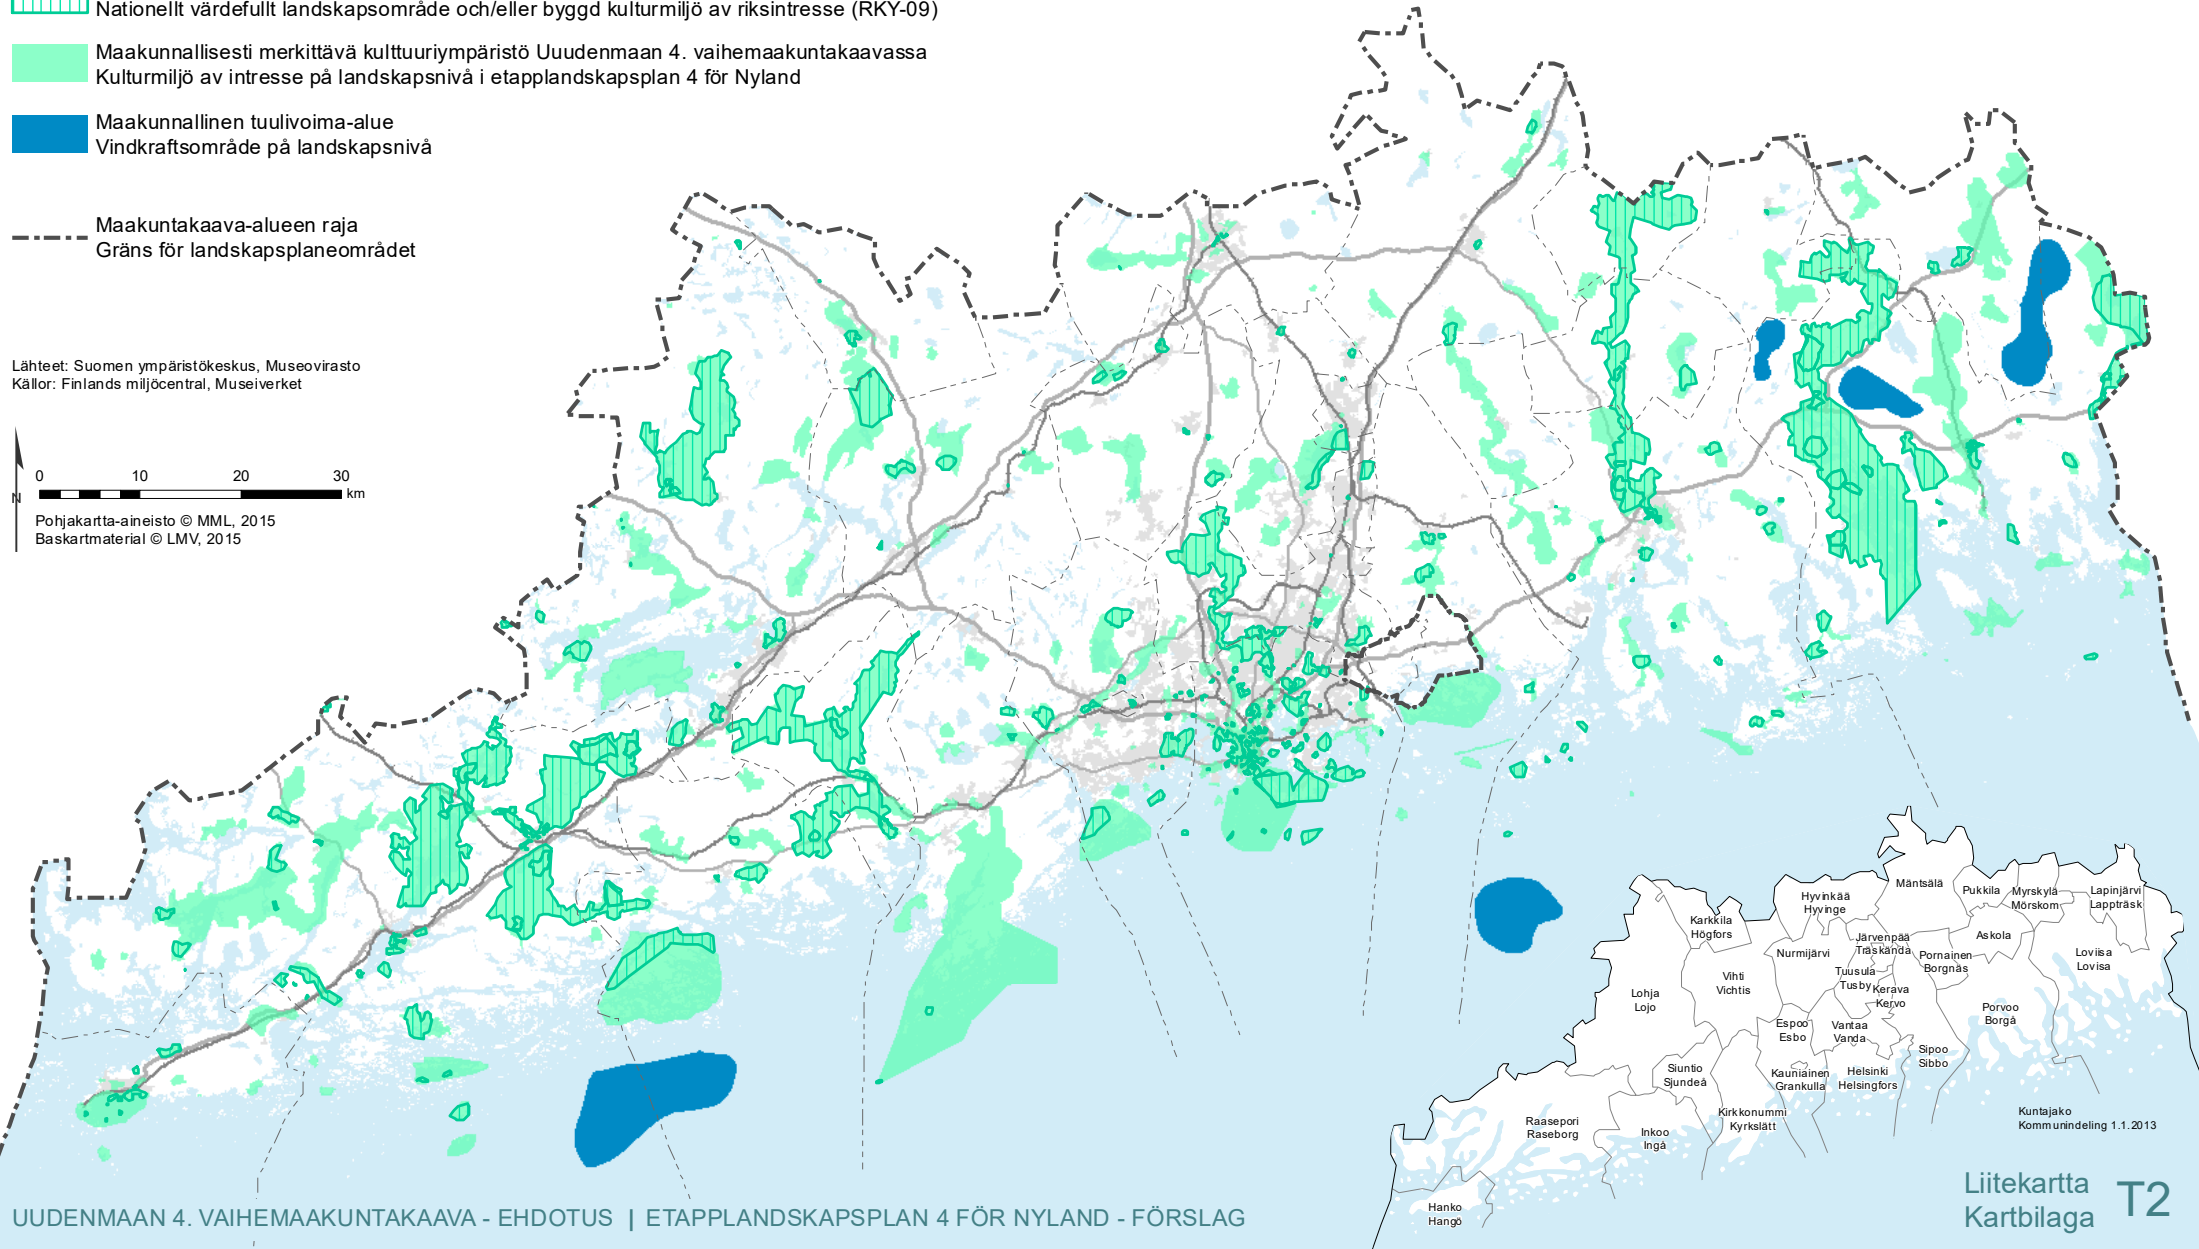 Nationellt värdefullt landskapsområde och/eller byggd kulturmiljö av riksintresse (RKY-09)
Maakunnallisesti merkittävä kulttuuriympäristö Uuudenmaan 4. vaihemaakuntakaavassa
Kulturmiljö av intresse på landskapsnivå i etapplandskapsplan 4 för Nyland
Maakunnallinen tuulivoima-alue
Vindkraftsområde på landskapsnivå
Maakuntakaava-alueen raja
Gräns för landskapsplaneområdet
Lähteet: Suomen ympäristökeskus, Museovirasto
Källor: Finlands miljöcentral, Museiverket
0 10 20 30
km
N
Pohjakartta-aineisto © MML, 2015
Baskartmaterial © LMV, 2015
Mäntsälä
Hyvinkää
Hyvinge
Pukkila
Myrskylä
Mörskom
Lapinjärvi
Lappträsk
Karkkila
Högfors
Järvenpää
Träskända
Askola
Nurmijärvi
Pornainen
Borgnäs
Loviisa
Lovisa
Vihti
Vichtis
Tuusula
Tusby
Kerava
Kervo
Lohja
Lojo
Porvoo
Borgå
Espoo
Esbo
Vantaa
Vanda
Sipoo
Sibbo
Siuntio
Sjundeå
Kauniainen
Grankulla
Helsinki
Helsingfors
Kirkkonummi
Kyrkslätt
Raasepori
Raseborg
Inkoo
Ingå
Hanko
Hangö
Kuntajako
Kommunindeling 1.1.2013
Liitekartta
Kartbilaga
T2
UUDENMAAN 4. VAIHEMAAKUNTAKAAVA - EHDOTUS | ETAPPLANDSKAPSPLAN 4 FÖR NYLAND - FÖRSLAG